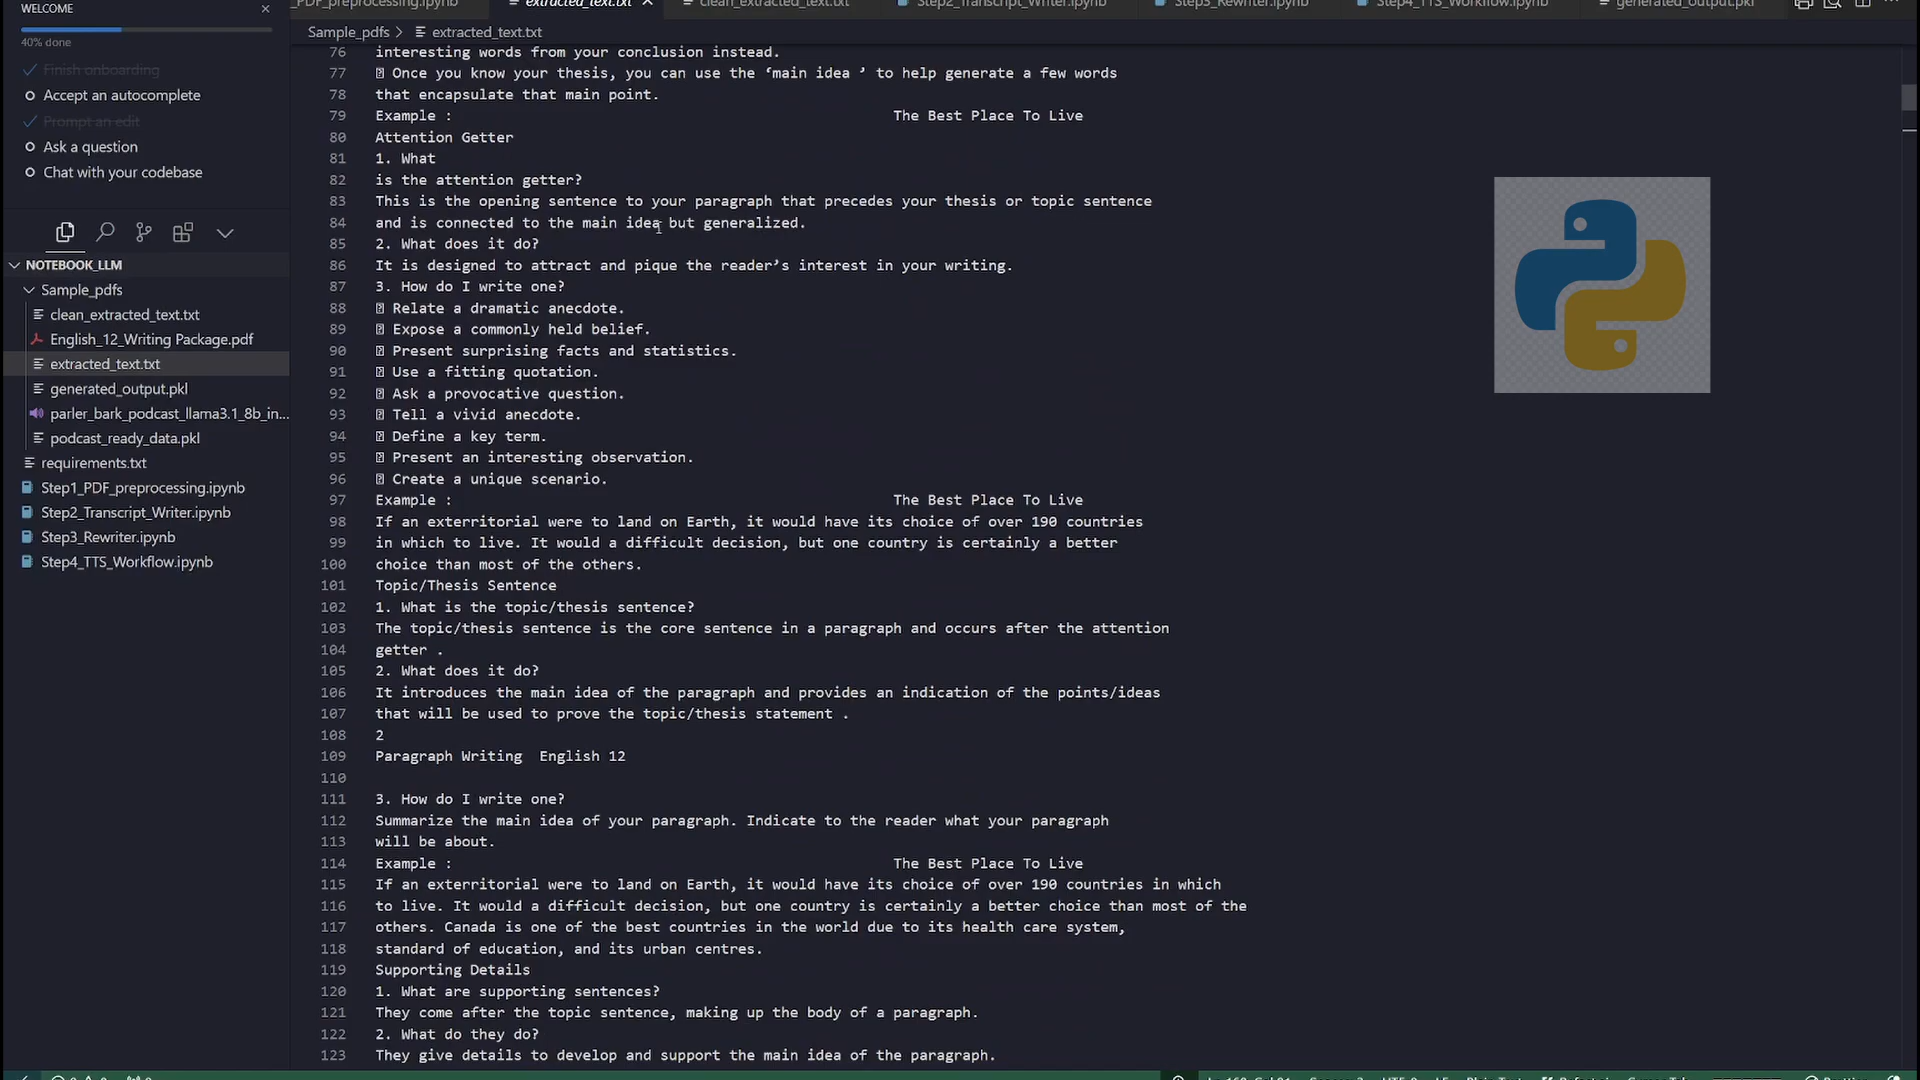 WELCOME
40% done
Finish onboarding
Accept an autocomplete
Prompt an edit
Ask a question
Chat with your codebase
NOTEBOOK_LLM
Sample_pdfs
clean_extracted_text.txt
English_12_Writing Package.pdf
extracted_text.txt
generated_output.pkl
parler_bark_podcast_llama3.1_8b_in...
podcast_ready_data.pkl
requirements.txt
Step1_PDF_preprocessing.ipynb
Step2_Transcript_Writer.ipynb
Step3_Rewriter.ipynb
Step4_TTS_Workflow.ipynb
_PDF_preprocessing.ipynb extracted_text.txt clean_extracted_text.txt Step2_Transcript_Writer.ipynb Step3_Rewriter.ipynb Step4_TTS_Workflow.ipynb generated_output.pkl
Sample_pdfs > extracted_text.txt
76 interesting words from your conclusion instead.
77 Once you know your thesis, you can use the ‘main idea ’ to help generate a few words
78 that encapsulate that main point.
79 Example : The Best Place To Live
80 Attention Getter
81 1. What
82 is the attention getter?
83 This is the opening sentence to your paragraph that precedes your thesis or topic sentence
84 and is connected to the main idea but generalized.
85 2. What does it do?
86 It is designed to attract and pique the reader’s interest in your writing.
87 3. How do I write one?
88 Relate a dramatic anecdote.
89 Expose a commonly held belief.
90 Present surprising facts and statistics.
91 Use a fitting quotation.
92 Ask a provocative question.
93 Tell a vivid anecdote.
94 Define a key term.
95 Present an interesting observation.
96 Create a unique scenario.
97 Example : The Best Place To Live
98 If an exterritorial were to land on Earth, it would have its choice of over 190 countries
99 in which to live. It would a difficult decision, but one country is certainly a better
100 choice than most of the others.
101 Topic/Thesis Sentence
102 1. What is the topic/thesis sentence?
103 The topic/thesis sentence is the core sentence in a paragraph and occurs after the attention
104 getter .
105 2. What does it do?
106 It introduces the main idea of the paragraph and provides an indication of the points/ideas
107 that will be used to prove the topic/thesis statement .
108 2
109 Paragraph Writing  English 12
110
111 3. How do I write one?
112 Summarize the main idea of your paragraph. Indicate to the reader what your paragraph
113 will be about.
114 Example : The Best Place To Live
115 If an exterritorial were to land on Earth, it would have its choice of over 190 countries in which
116 to live. It would a difficult decision, but one country is certainly a better choice than most of the
117 others. Canada is one of the best countries in the world due to its health care system,
118 standard of education, and its urban centres.
119 Supporting Details
120 1. What are supporting sentences?
121 They come after the topic sentence, making up the body of a paragraph.
122 2. What do they do?
123 They give details to develop and support the main idea of the paragraph.